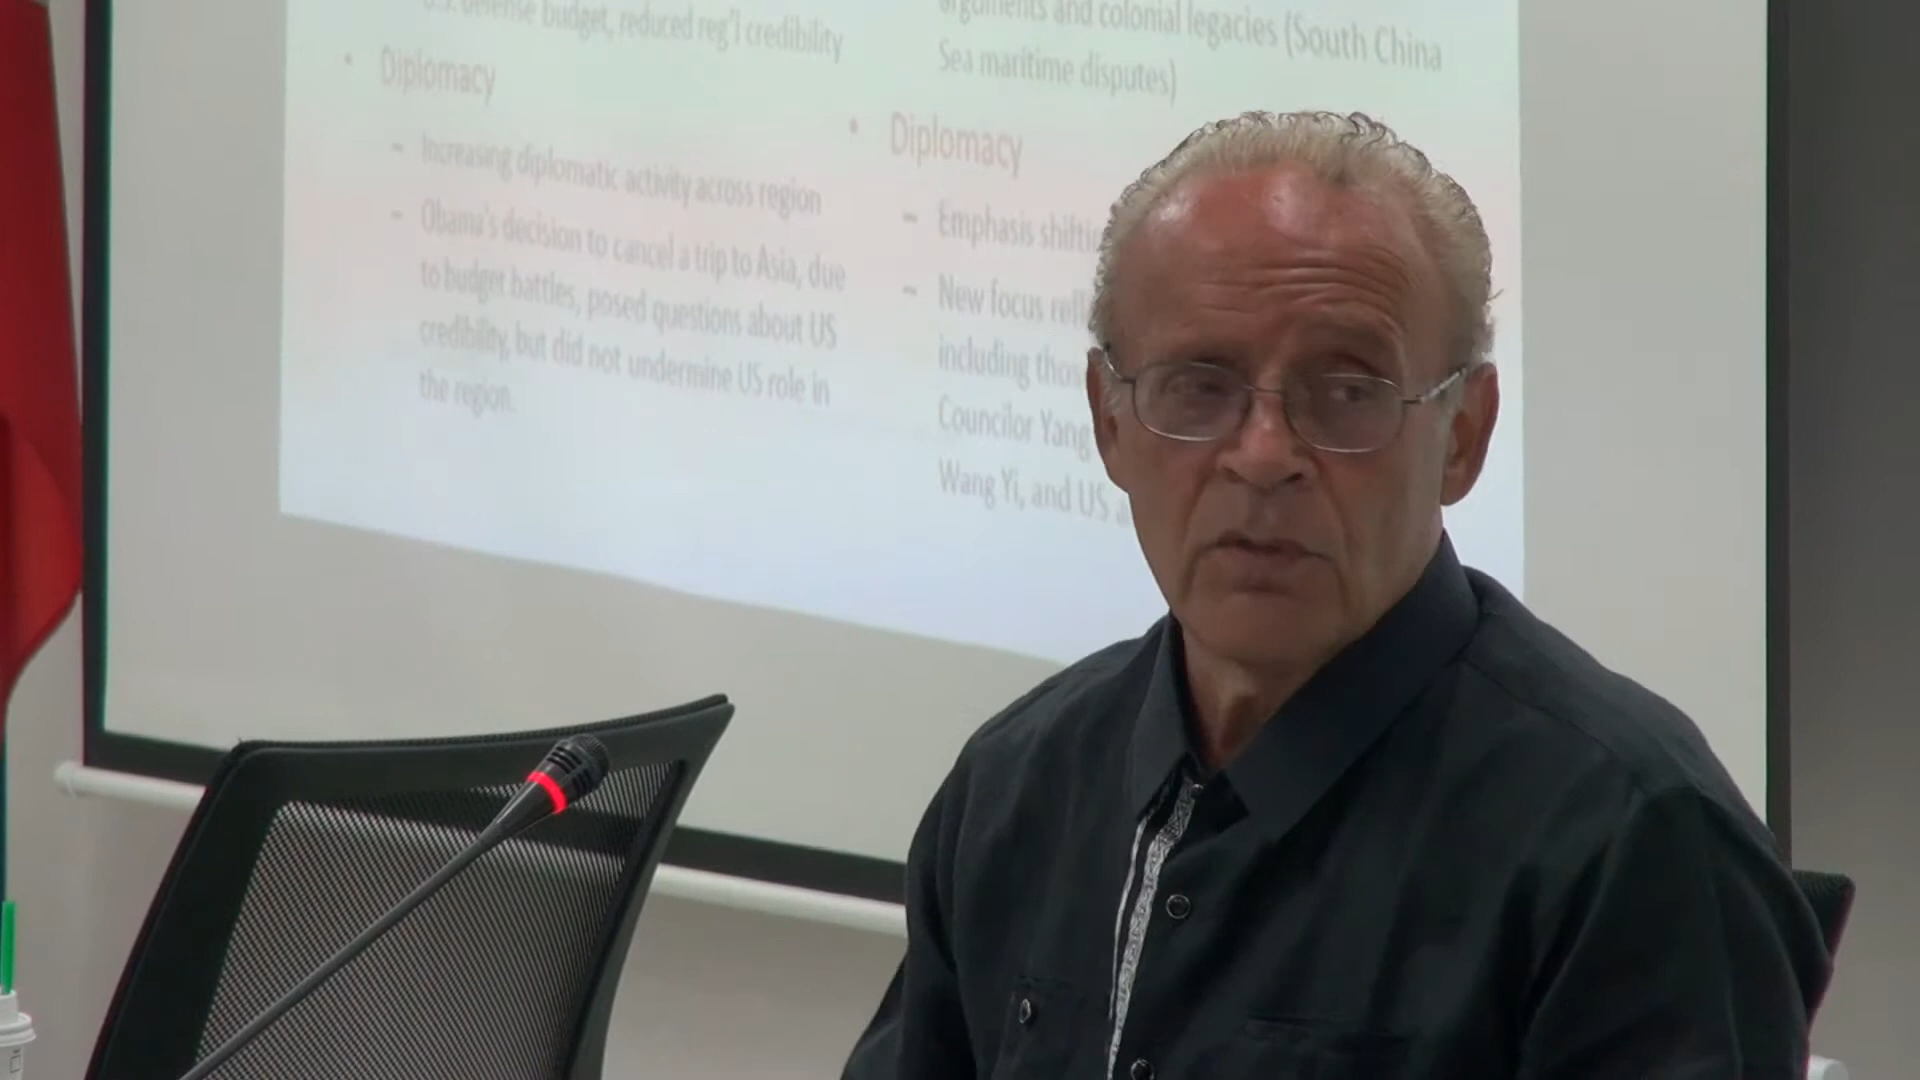 U.S. defense budget, reduced reg'l credibility
• Diplomacy
– Increasing diplomatic activity across region
– Obama's decision to cancel a trip to Asia, due
to budget battles, posed questions about US
credibility, but did not undermine US role in
the region.
arguments and colonial legacies (South China
Sea maritime disputes)
• Diplomacy
– Emphasis
– New focus
including
Councilor Yang
Wang Yi, and US